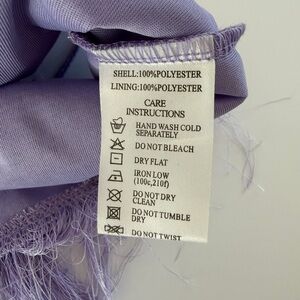 SHELL:100%POLYESTER
LINING:100%POLYESTER
CARE
INSTRUCTIONS
HAND WASH COLD
SEPARATELY
DO NOT BLEACH
DRY FLAT
IRON LOW
(100c,210f)
DO NOT DRY
CLEAN
DO NOT TUMBLE
DRY
DO NOT TWIST